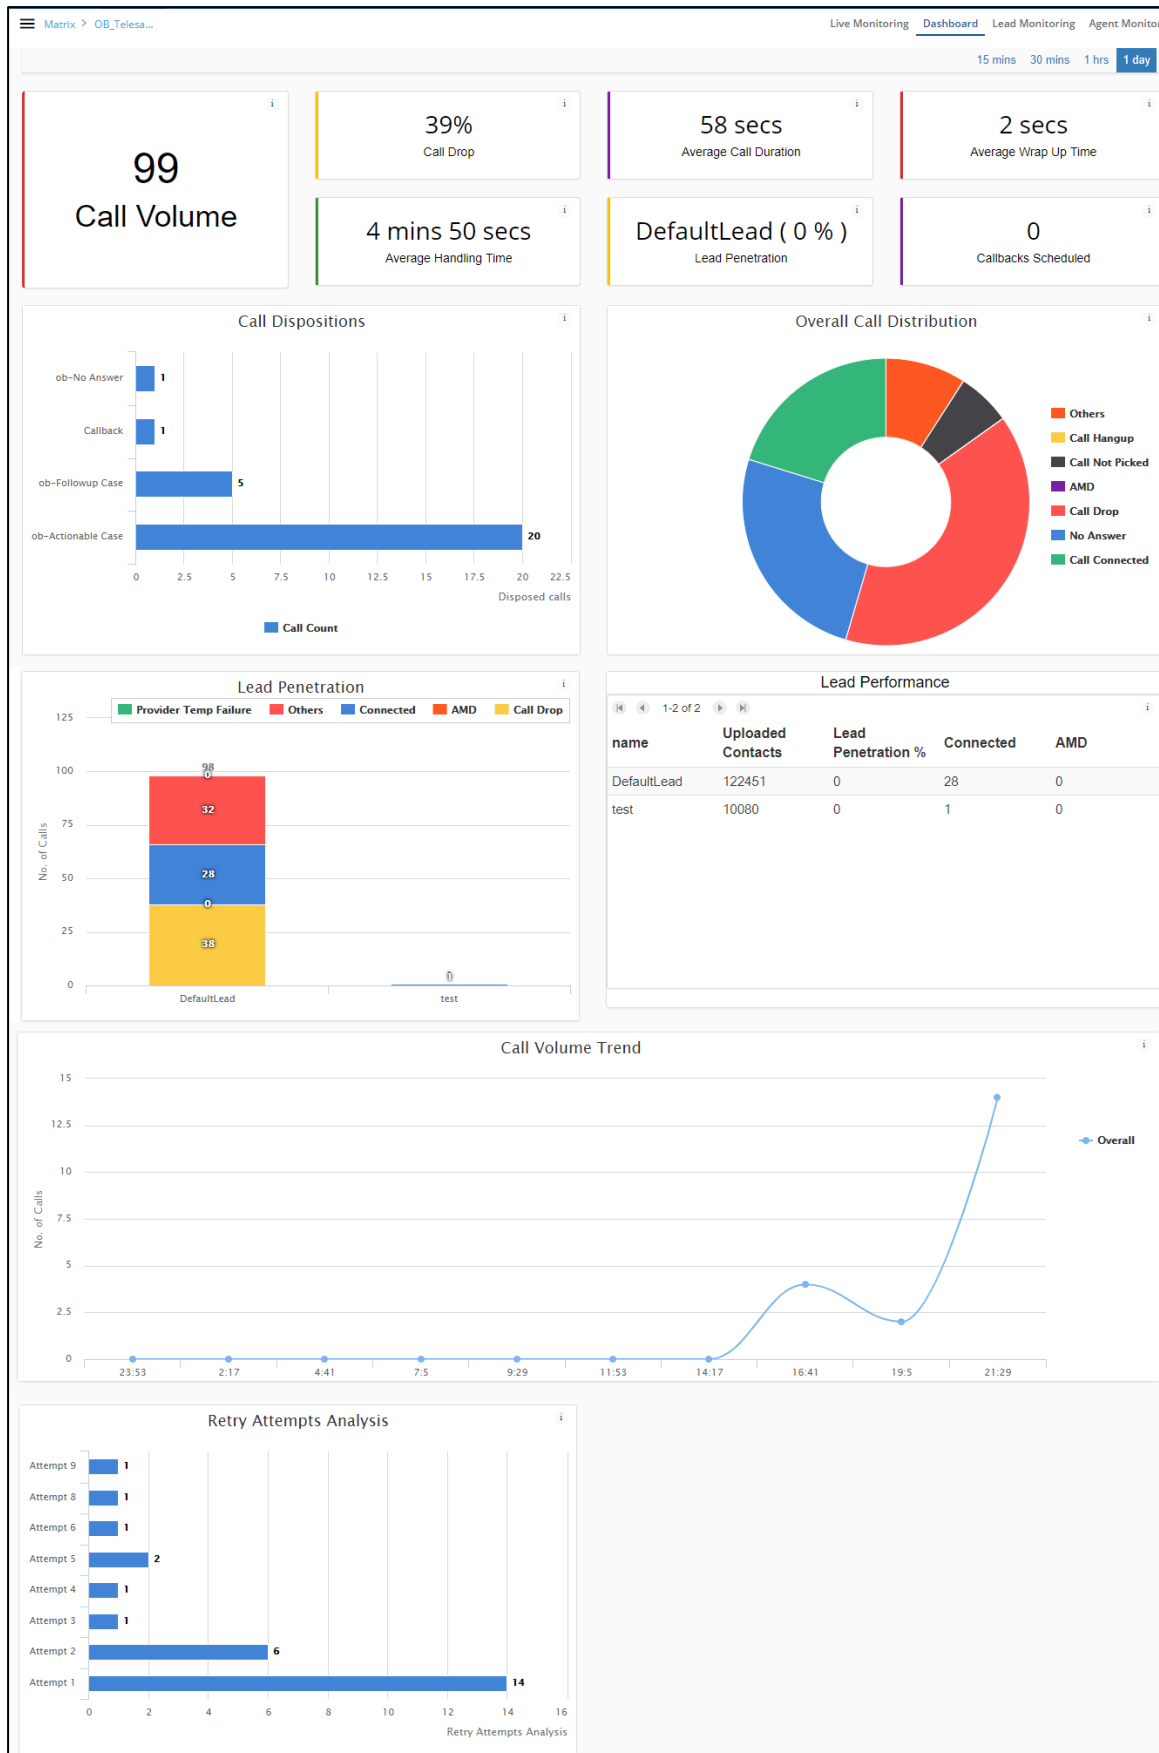 Matrix > OB_Telesa...
Live Monitoring Dashboard Lead Monitoring Agent Monitor
15 mins 30 mins 1 hrs 1 day
99
Call Volume
39%
Call Drop
58 secs
Average Call Duration
2 secs
Average Wrap Up Time
4 mins 50 secs
Average Handling Time
DefaultLead ( 0 % )
Lead Penetration
0
Callbacks Scheduled
Call Dispositions
ob-No Answer 1
Callback 1
ob-Followup Case 5
ob-Actionable Case 20
0 2.5 5 7.5 10 12.5 15 17.5 20 22.5
Disposed calls
Call Count
Overall Call Distribution
Others
Call Hangup
Call Not Picked
AMD
Call Drop
No Answer
Call Connected
Lead Penetration
Provider Temp Failure Others Connected AMD Call Drop
125
100
75
50
25
0
No. of Calls
98
0
32
28
0
38
DefaultLead test
Lead Performance
1-2 of 2
name Uploaded Contacts Lead Penetration % Connected AMD
DefaultLead 122451 0 28 0
test 10080 0 1 0
Call Volume Trend
15
12.5
10
7.5
5
2.5
0
No. of Calls
Overall
23:53 2:17 4:41 7:5 9:29 11:53 14:17 16:41 19:5 21:29
Retry Attempts Analysis
Attempt 9 1
Attempt 8 1
Attempt 6 1
Attempt 5 2
Attempt 4 1
Attempt 3 1
Attempt 2 6
Attempt 1 14
0 2 4 6 8 10 12 14 16
Retry Attempts Analysis